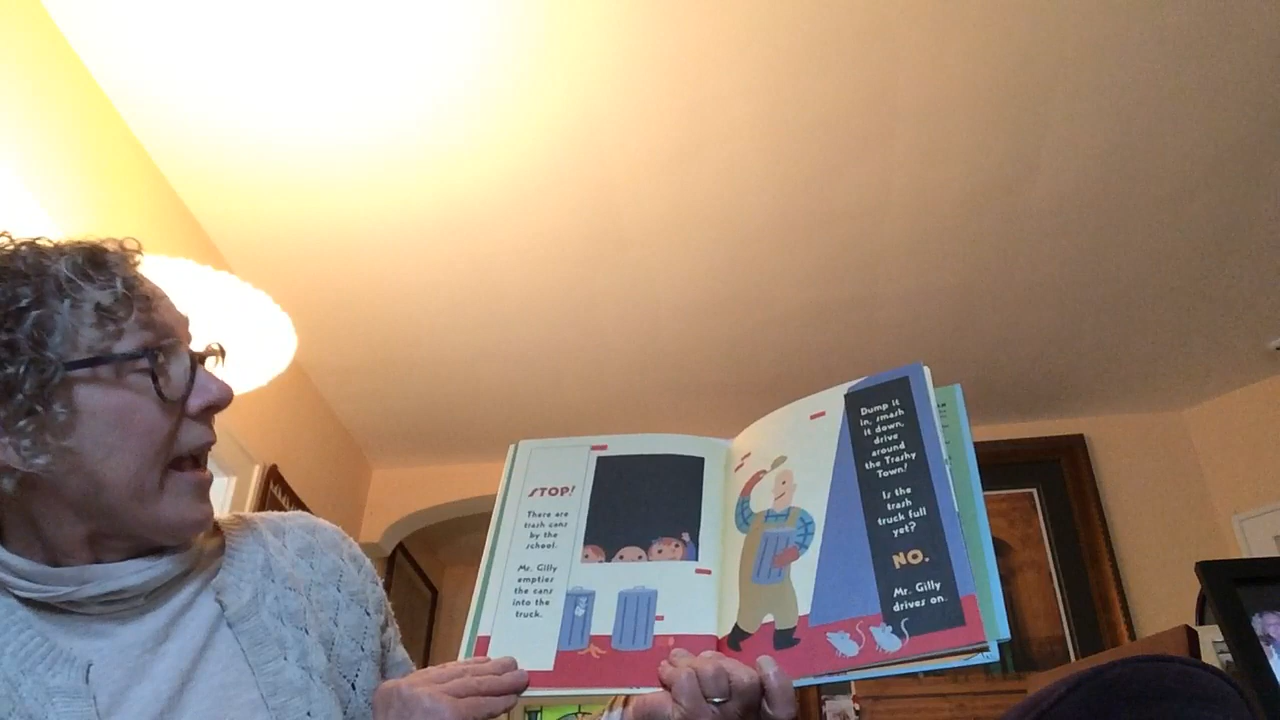 STOP!
There are
trash cans
by the
school.
Mr. Gilly
empties
the cans
into the
truck.
Dump it
in, smash
it down,
drive
around
the Trashy
Town!
Is the
trash
truck full
yet?
NO.
Mr. Gilly
drives on.